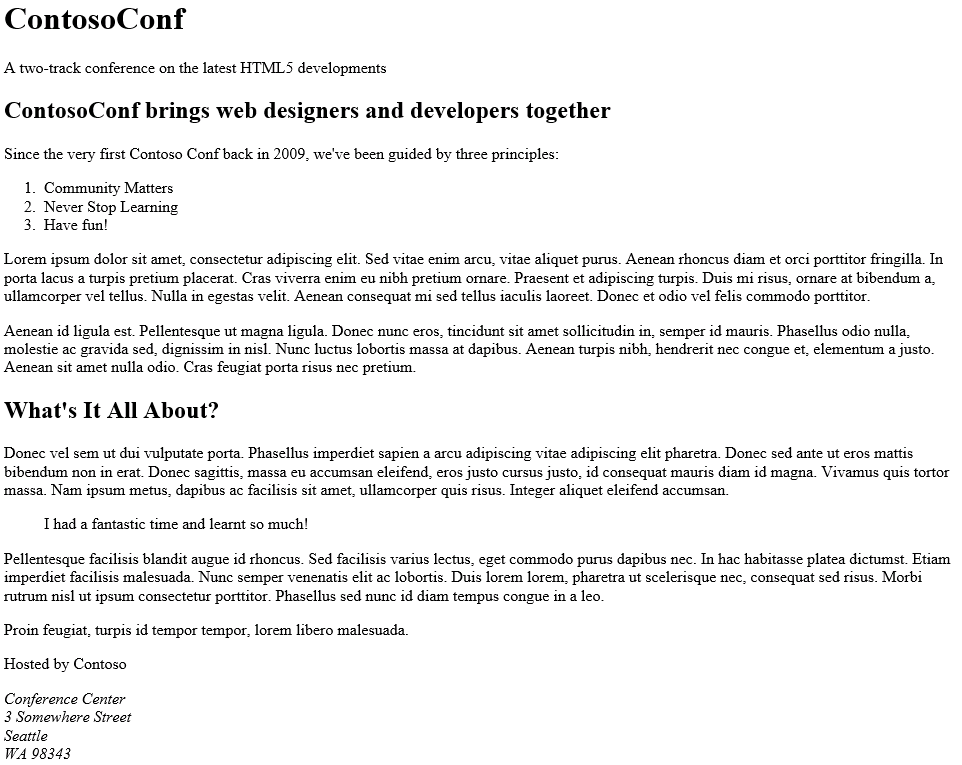 ContosoConf
A two-track conference on the latest HTML5 developments
ContosoConf brings web designers and developers together
Since the very first Contoso Conf back in 2009, we've been guided by three principles:
1. Community Matters
2. Never Stop Learning
3. Have fun!
Lorem ipsum dolor sit amet, consectetur adipiscing elit. Sed vitae enim arcu, vitae aliquet purus. Aenean rhoncus diam et orci porttitor fringilla. In
porta lacus a turpis pretium placerat. Cras viverra enim eu nibh pretium ornare. Praesent et adipiscing turpis. Duis mi risus, ornare at bibendum a,
ullamcorper vel tellus. Nulla in egestas velit. Aenean consequat mi sed tellus iaculis laoreet. Donec et odio vel felis commodo porttitor.
Aenean id ligula est. Pellentesque ut magna ligula. Donec nunc eros, tincidunt sit amet sollicitudin in, semper id mauris. Phasellus odio nulla,
molestie ac gravida sed, dignissim in nisl. Nunc luctus lobortis massa at dapibus. Aenean turpis nibh, hendrerit nec congue et, elementum a justo.
Aenean sit amet nulla odio. Cras feugiat porta risus nec pretium.
What's It All About?
Donec vel sem ut dui vulputate porta. Phasellus imperdiet sapien a arcu adipiscing vitae adipiscing elit pharetra. Donec sed ante ut eros mattis
bibendum non in erat. Donec sagittis, massa eu accumsan eleifend, eros justo cursus justo, id consequat mauris diam id magna. Vivamus quis tortor
massa. Nam ipsum metus, dapibus ac facilisis sit amet, ullamcorper quis risus. Integer aliquet eleifend accumsan.
I had a fantastic time and learnt so much!
Pellentesque facilisis blandit augue id rhoncus. Sed facilisis varius lectus, eget commodo purus dapibus nec. In hac habitasse platea dictumst. Etiam
imperdiet facilisis malesuada. Nunc semper venenatis elit ac lobortis. Duis lorem lorem, pharetra ut scelerisque nec, consequat sed risus. Morbi
rutrum nisl ut ipsum consectetur porttitor. Phasellus sed nunc id diam tempus congue in a leo.
Proin feugiat, turpis id tempor tempor, lorem libero malesuada.
Hosted by Contoso
Conference Center
3 Somewhere Street
Seattle
WA 98343